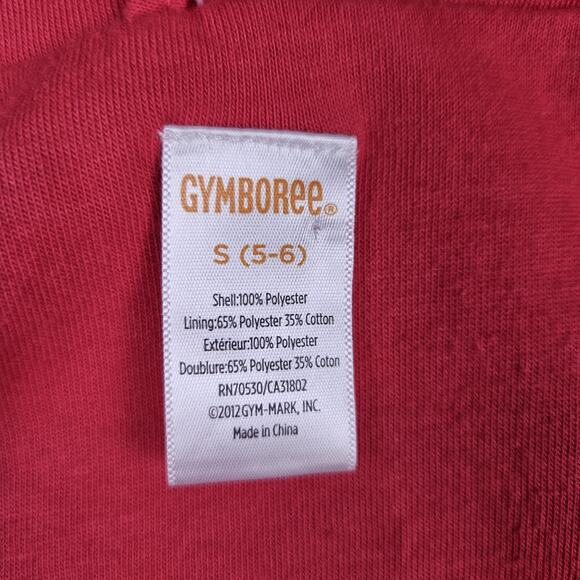 GYMBOREE®
S (5-6)
Shell:100% Polyester
Lining:65% Polyester 35% Cotton
Extérieur:100% Polyester
Doublure:65% Polyester 35% Coton
RN70530/CA31802
©2012GYM-MARK, INC.
Made in China